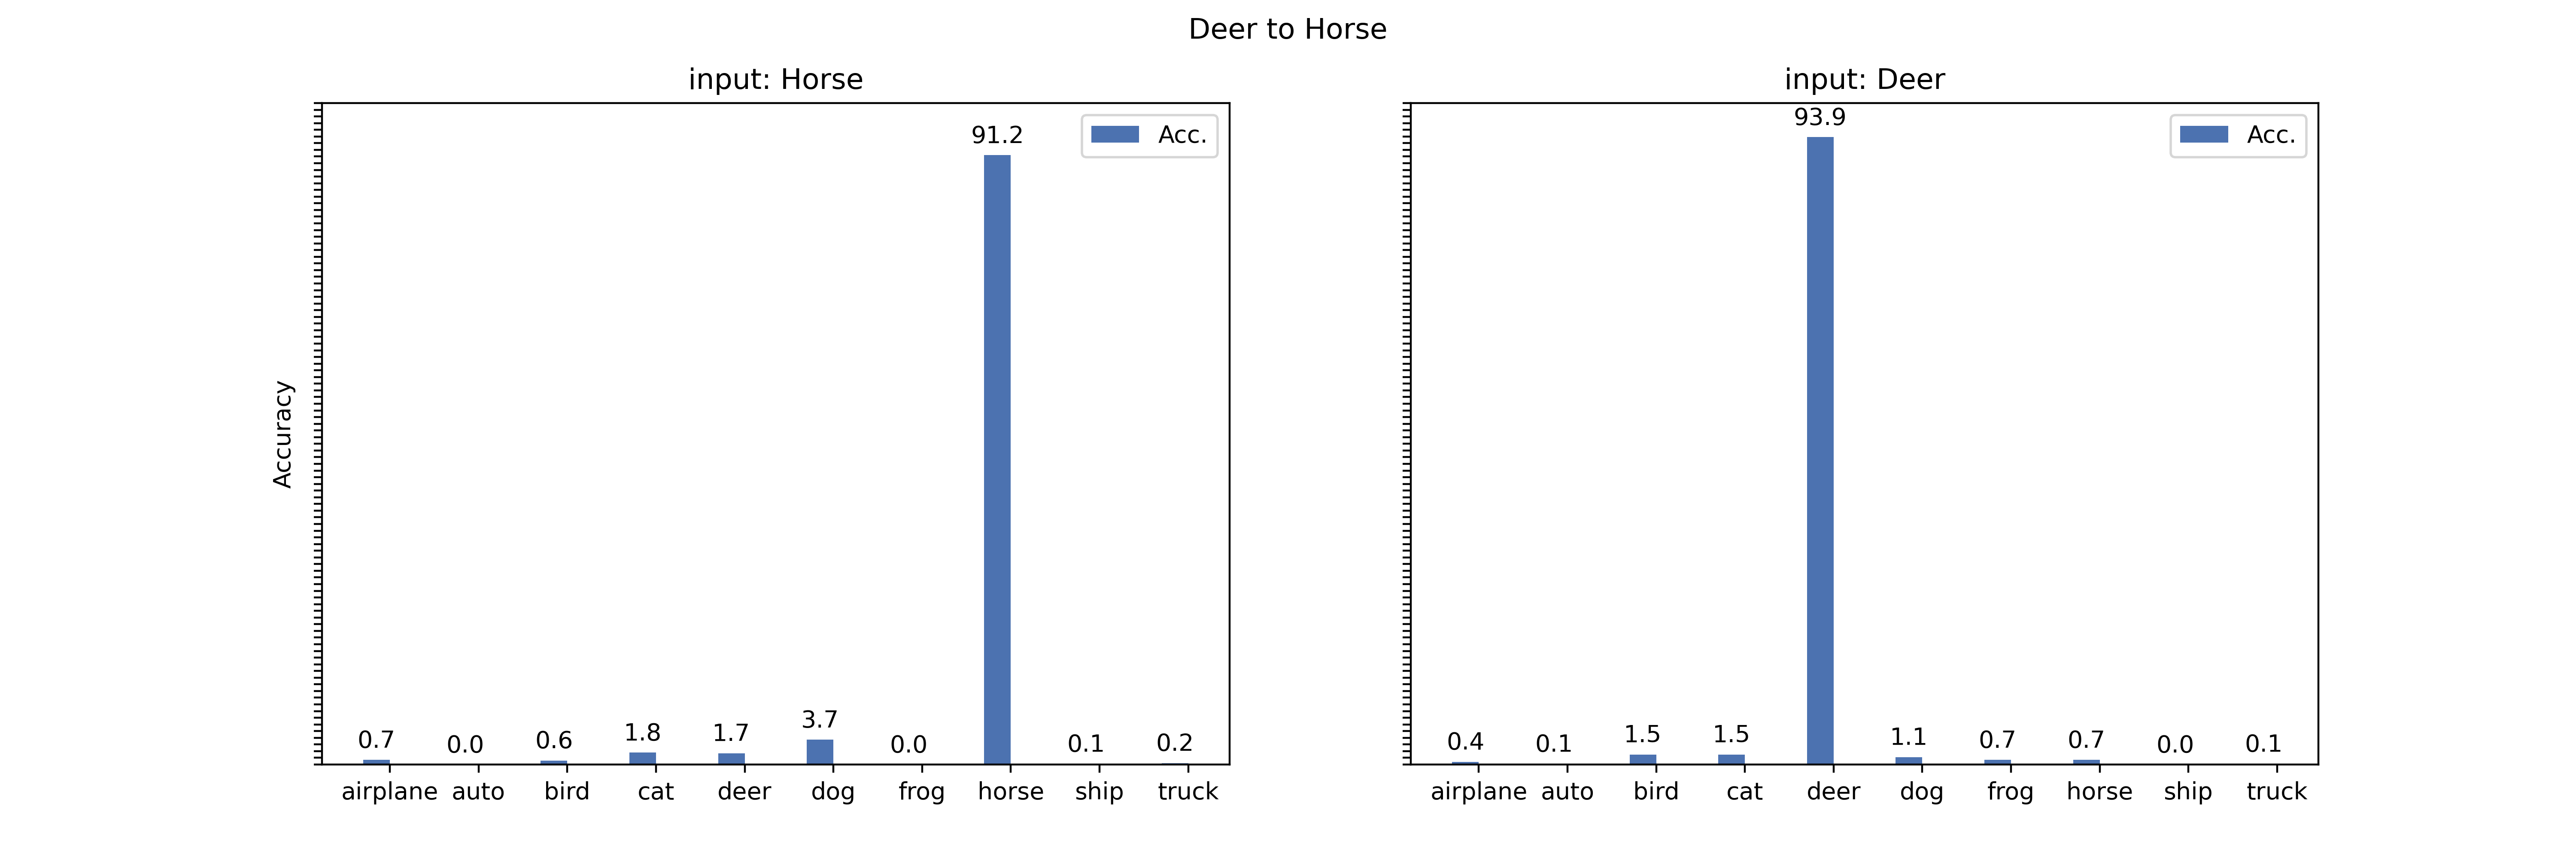 Deer to Horse
input: Horse
Acc.
91.2
0.7 0.0 0.6 1.8 1.7 3.7 0.0 0.1 0.2
Accuracy
airplane auto bird cat deer dog frog horse ship truck
input: Deer
93.9
Acc.
0.4 0.1 1.5 1.5 1.1 0.7 0.7 0.0 0.1
airplane auto bird cat deer dog frog horse ship truck